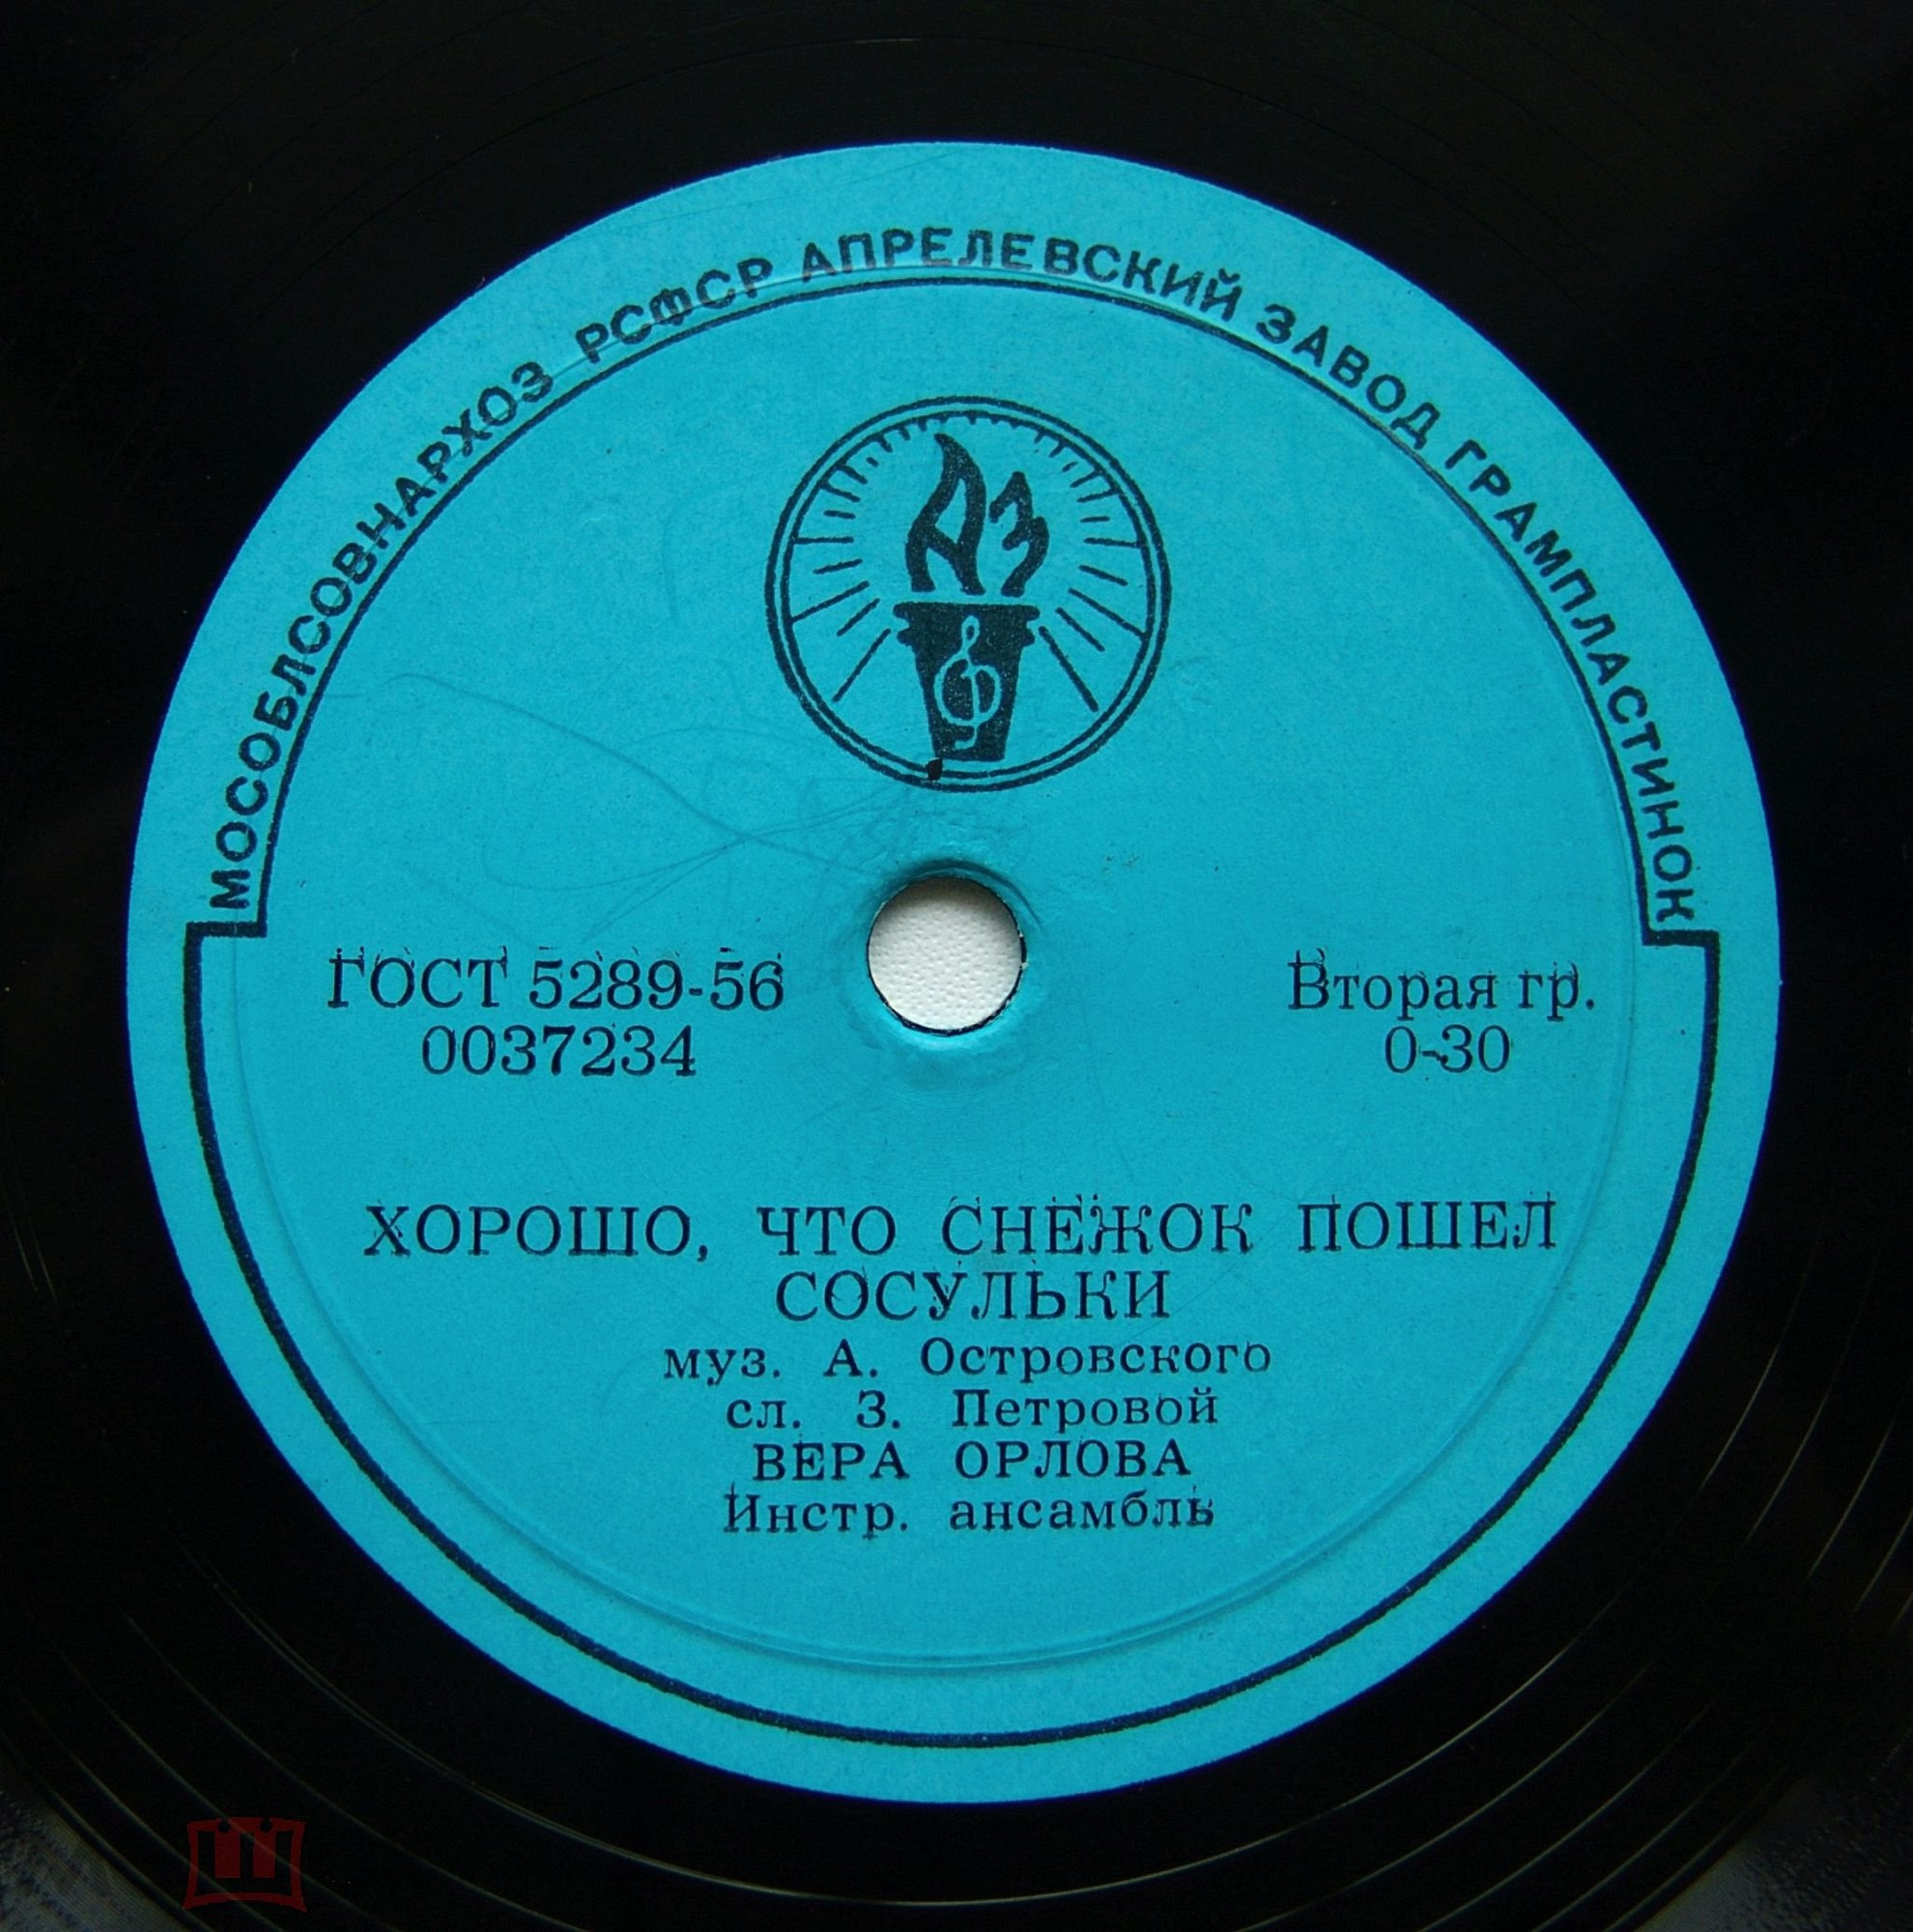 МОСОБЛСОВНАРХОЗ РСФСР АПРЕЛЕВСКИЙ ЗАВОД ГРАМПЛАСТИНОК
АЗ
ГОСТ 5289-56
0037234
Вторая гр.
0-30
ХОРОШО, ЧТО СНЕЖОК ПОШЕЛ
СОСУЛЬКИ
муз. А. Островского
сл. З. Петровой
ВЕРА ОРЛОВА
Инстр. ансамбль